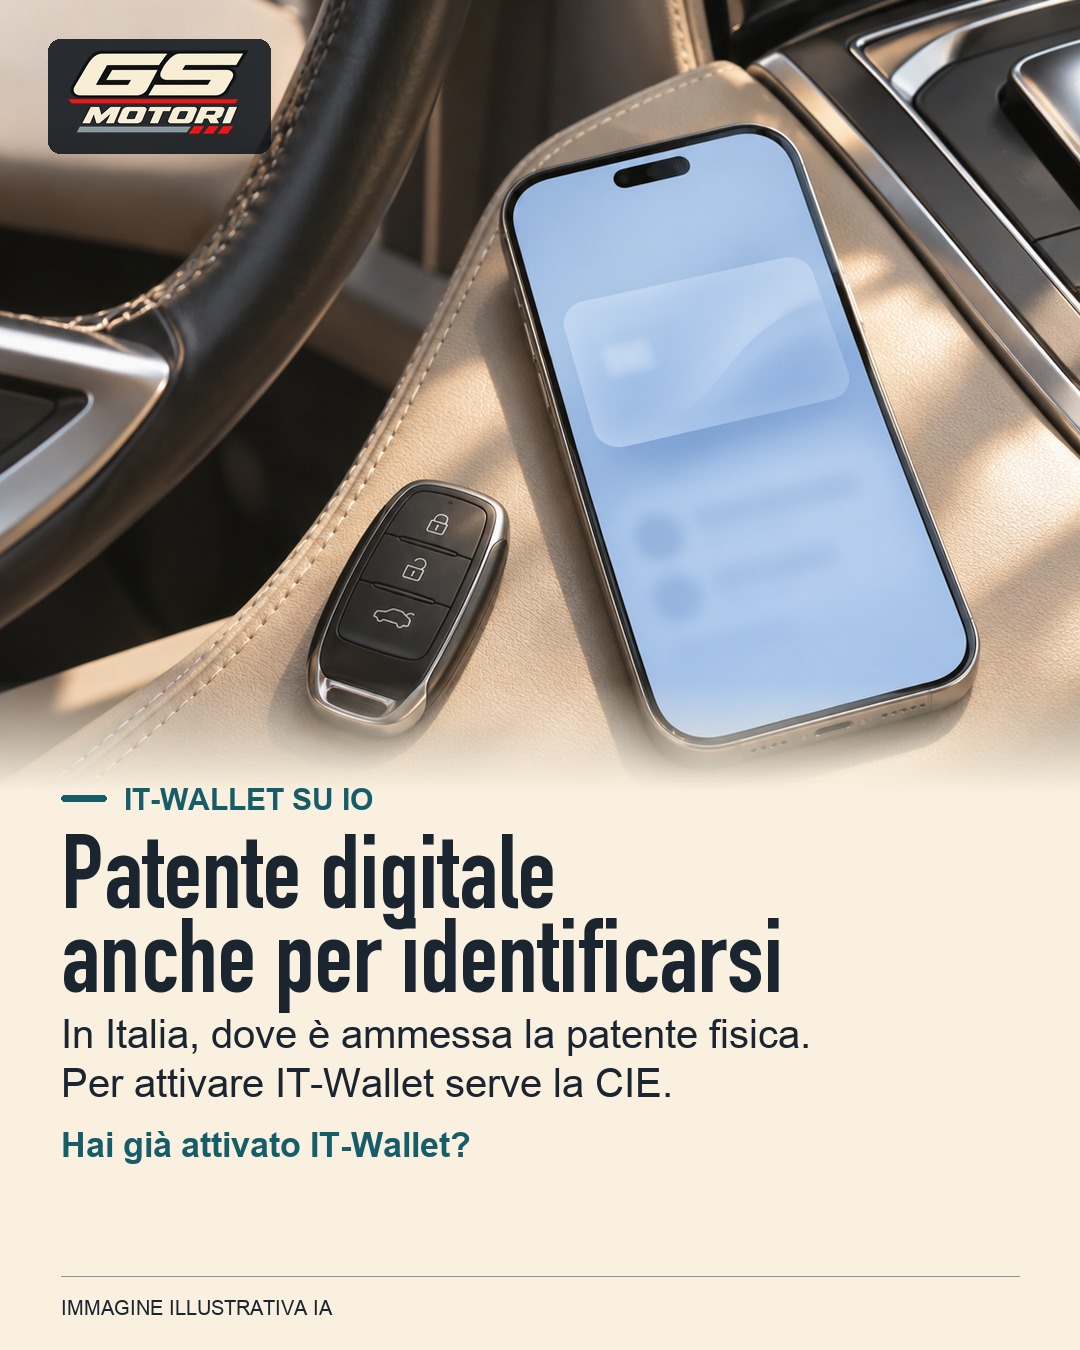 GS
MOTORI
IT-WALLET SU IO
Patente digitale
anche per identificarsi
In Italia, dove è ammessa la patente fisica.
Per attivare IT-Wallet serve la CIE.
Hai già attivato IT-Wallet?
IMMAGINE ILLUSTRATIVA IA